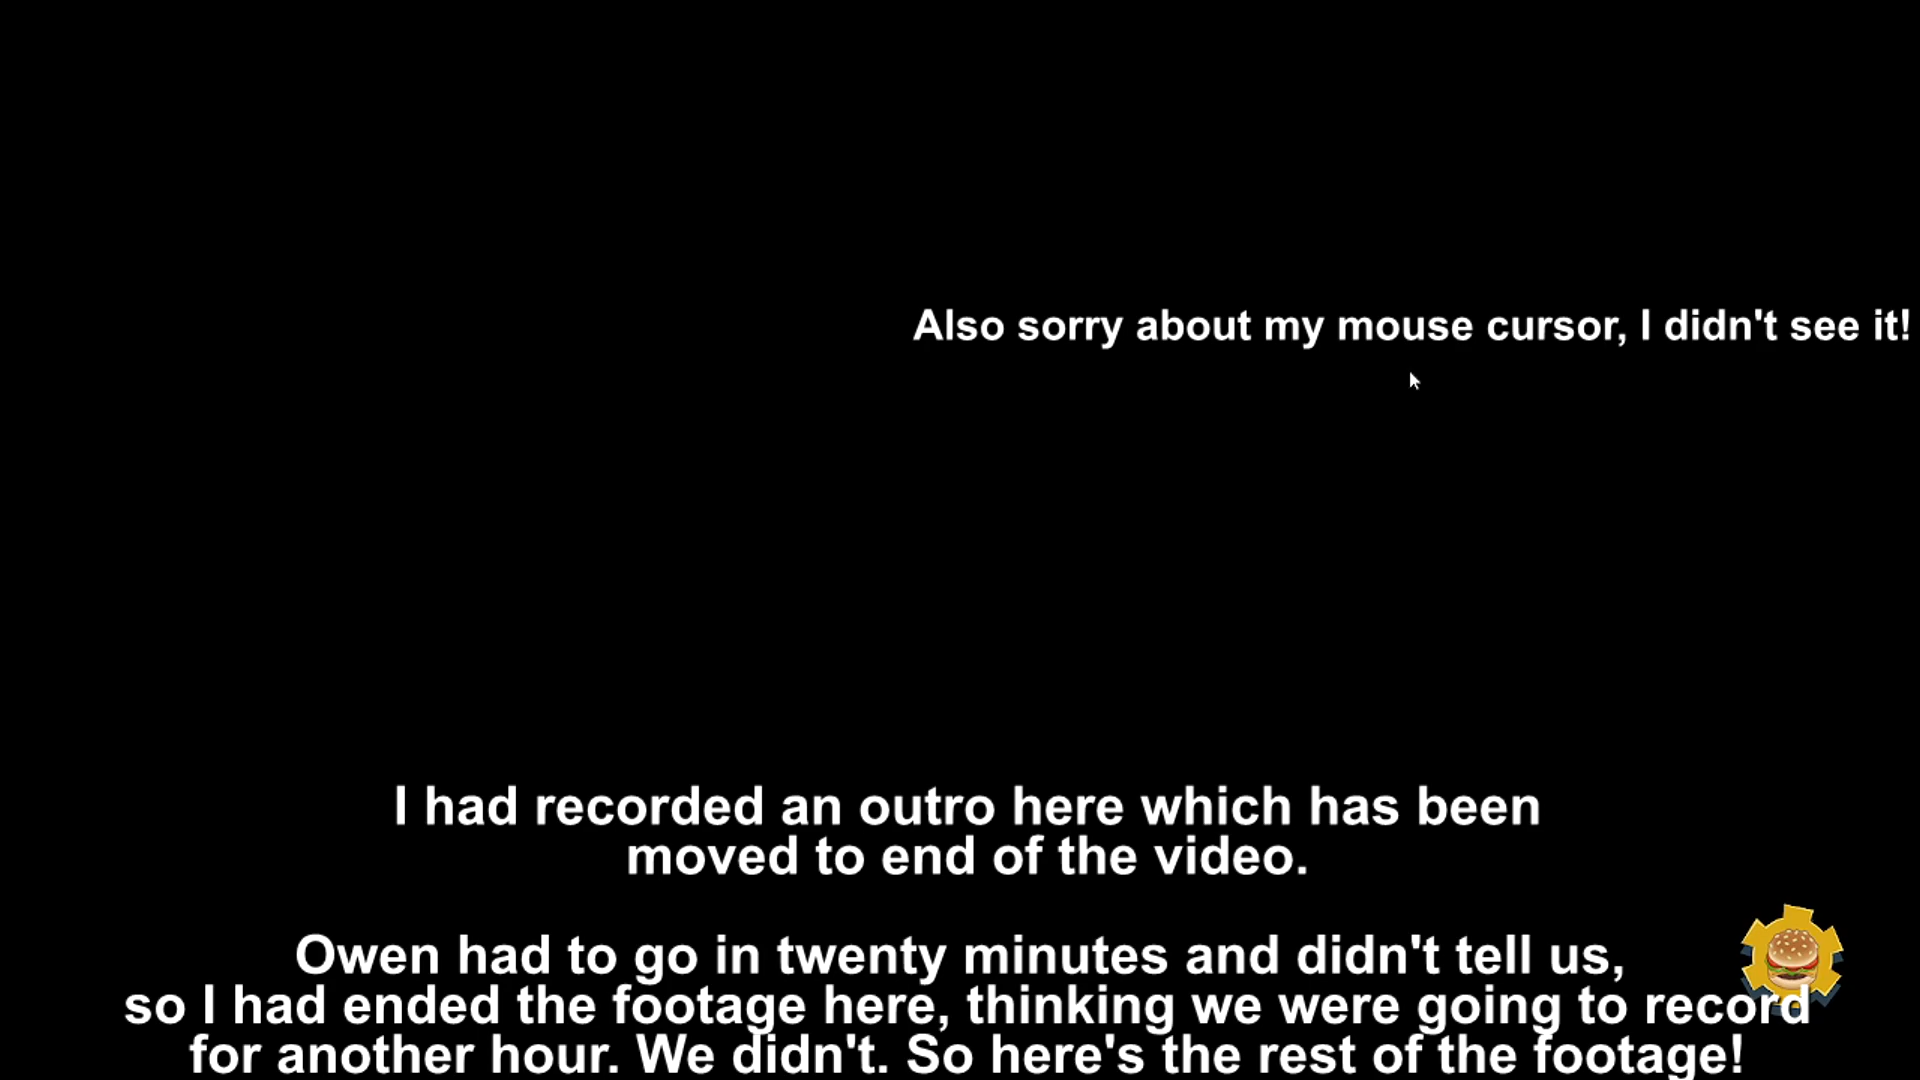 Also sorry about my mouse cursor, I didn't see it!
I had recorded an outro here which has been
moved to end of the video.
Owen had to go in twenty minutes and didn't tell us,
so I had ended the footage here, thinking we were going to record
for another hour. We didn't. So here's the rest of the footage!